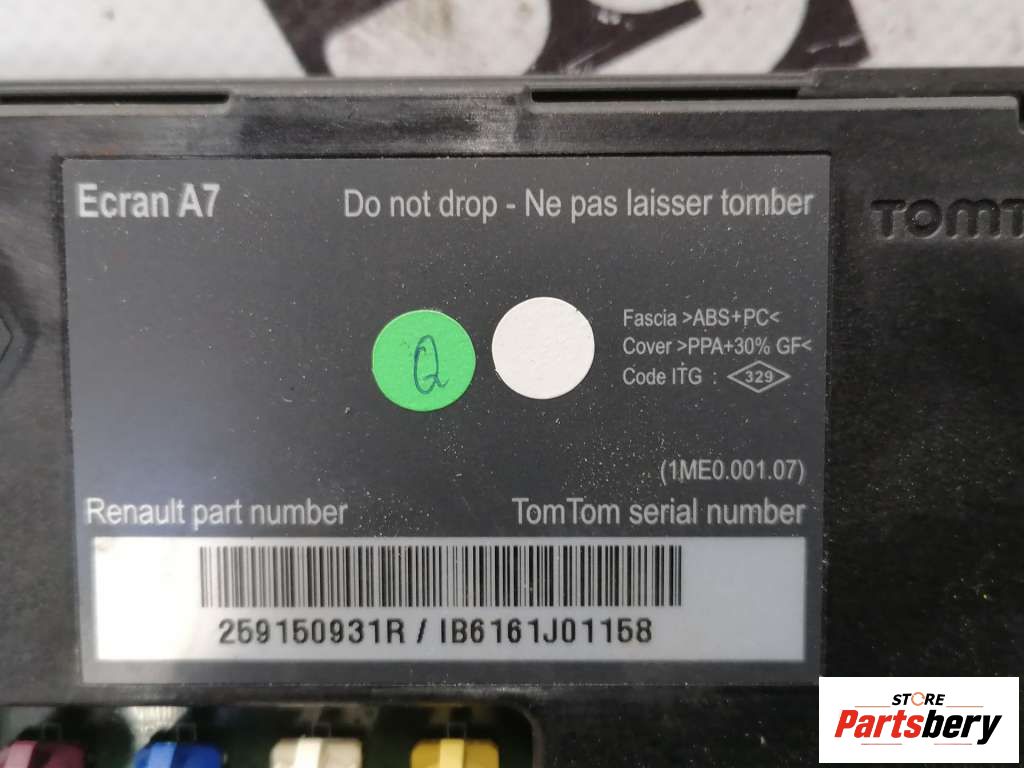 Ecran A7
Do not drop - Ne pas laisser tomber
TOMT
Q
Fascia >ABS+PC<
Cover >PPA+30% GF<
Code ITG 329
(1ME0.001.07)
Renault part number
TomTom serial number
259150931R / IB6161J01158
STORE
Partsbery